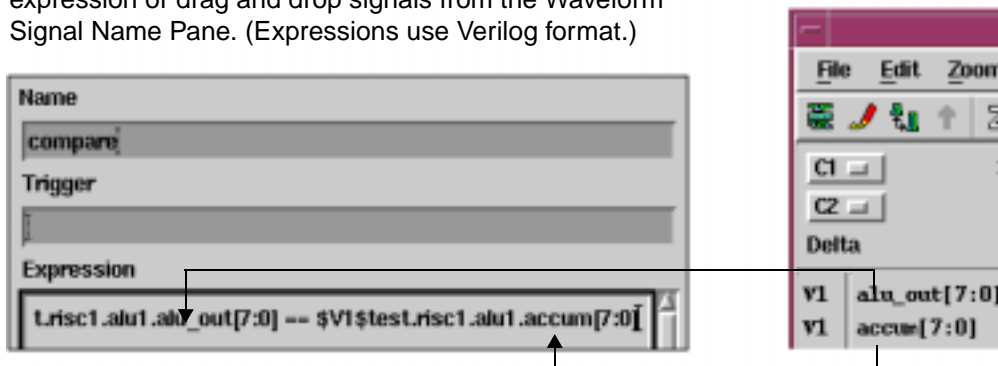 expression or drag and drop signals from the Waveform
Signal Name Pane. (Expressions use Verilog format.)
Name
compare
Trigger
Expression
t.risc1.alu1.alu_out[7:0] == $V1$test.risc1.alu1.accum[7:0]
File Edit Zoom
C1
C2
Delta
V1 alu_out[7:0]
V1 accum[7:0]